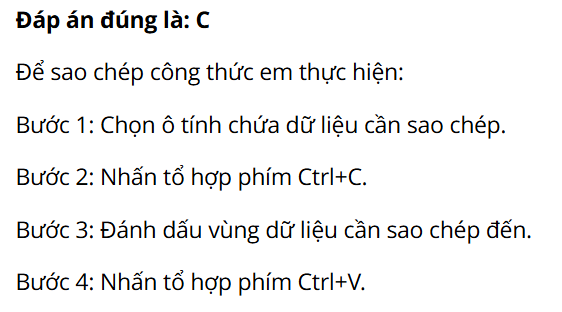 Đáp án đúng là: C
Để sao chép công thức em thực hiện:
Bước 1: Chọn ô tính chứa dữ liệu cần sao chép.
Bước 2: Nhấn tổ hợp phím Ctrl+C.
Bước 3: Đánh dấu vùng dữ liệu cần sao chép đến.
Bước 4: Nhấn tổ hợp phím Ctrl+V.